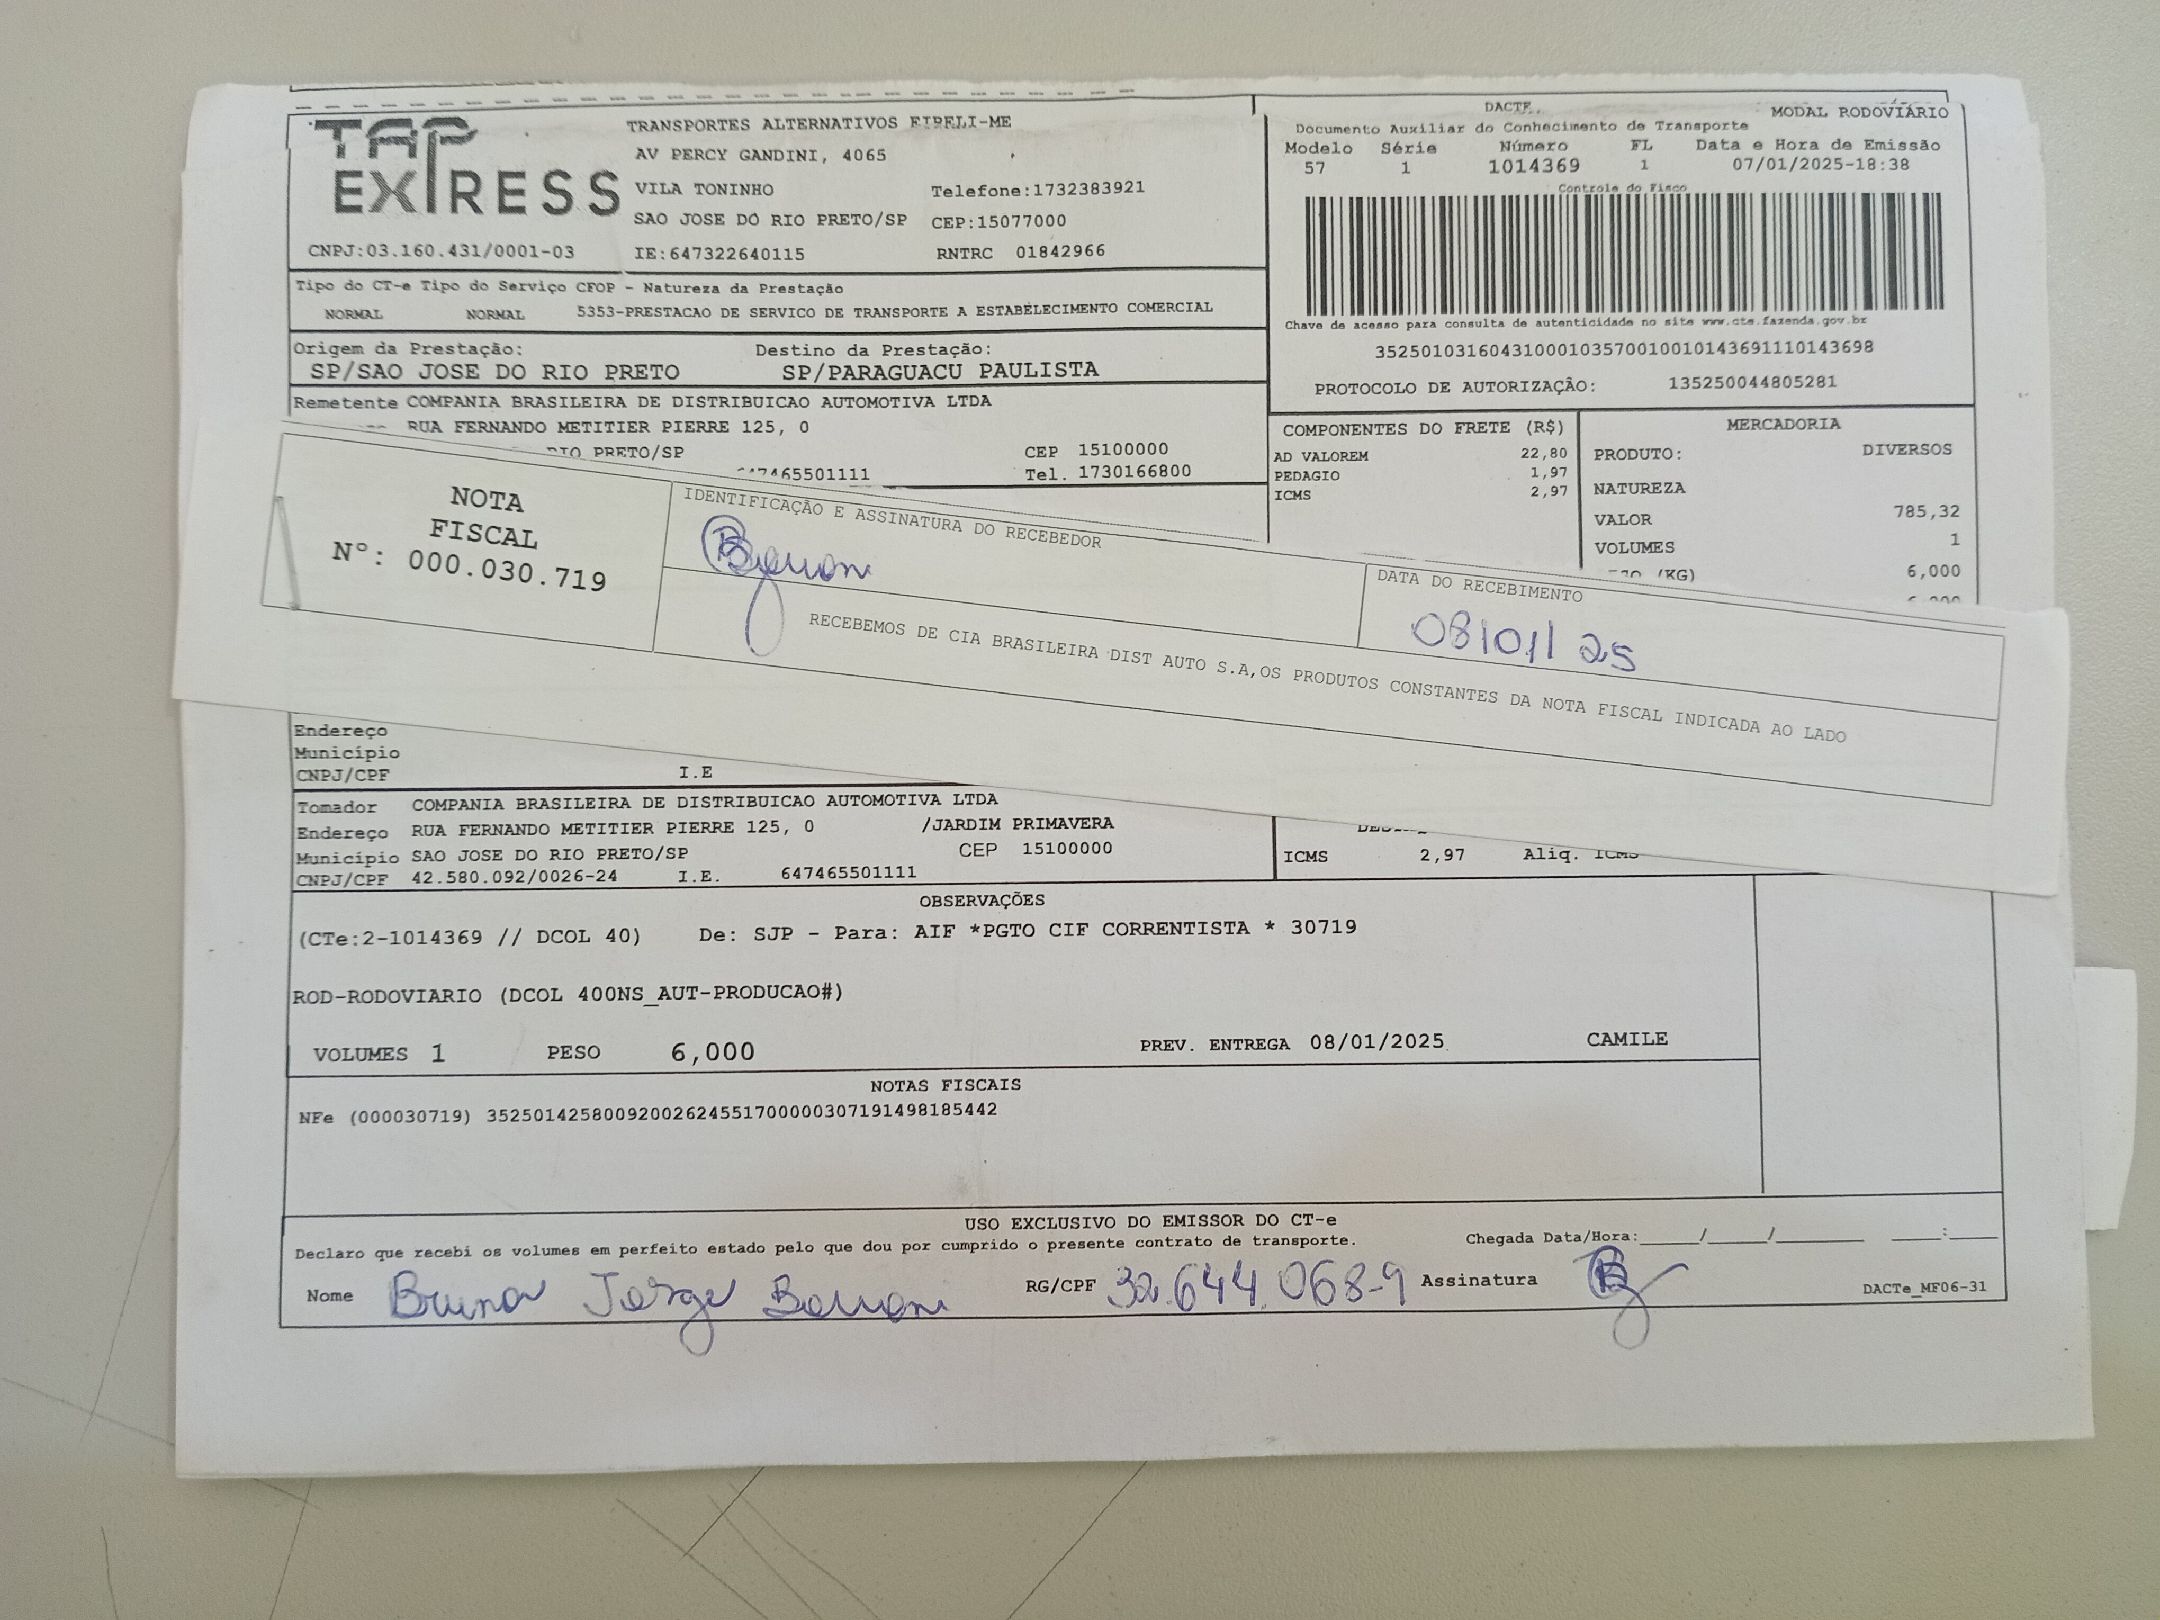 TAP EXPRESS
TRANSPORTES ALTERNATIVOS EIRELI-ME
AV PERCY GANDINI, 4065
VILA TONINHO Telefone:1732383921
SAO JOSE DO RIO PRETO/SP CEP:15077000
CNPJ:03.160.431/0001-03 IE:647322640115 RNTRC 01842966
DACTE MODAL RODOVIÁRIO
Documento Auxiliar do Conhecimento de Transporte
Modelo Série Número FL Data e Hora de Emissão
57 1 1014369 1 07/01/2025-18:38
Controle do Fisco
Chave de acesso para consulta de autenticidade no site www.cte.fazenda.gov.br
35250103160431000103570010010143691110143698
PROTOCOLO DE AUTORIZAÇÃO: 135250044805281
Tipo do CT-e Tipo do Serviço CFOP - Natureza da Prestação
NORMAL NORMAL 5353-PRESTACAO DE SERVICO DE TRANSPORTE A ESTABELECIMENTO COMERCIAL
Origem da Prestação: Destino da Prestação:
SP/SAO JOSE DO RIO PRETO SP/PARAGUACU PAULISTA
Remetente COMPANIA BRASILEIRA DE DISTRIBUICAO AUTOMOTIVA LTDA
RUA FERNANDO METITIER PIERRE 125, 0
RIO PRETO/SP CEP 15100000
647465501111 Tel. 1730166800
COMPONENTES DO FRETE (R$)
AD VALOREM 22,80
PEDAGIO 1,97
ICMS 2,97
MERCADORIA
PRODUTO: DIVERSOS
NATUREZA
VALOR 785,32
VOLUMES 1
(KG) 6,000
NOTA
FISCAL
Nº: 000.030.719
IDENTIFICAÇÃO E ASSINATURA DO RECEBEDOR
DATA DO RECEBIMENTO
08/01/25
RECEBEMOS DE CIA BRASILEIRA DIST AUTO S.A,OS PRODUTOS CONSTANTES DA NOTA FISCAL INDICADA AO LADO
Endereço
Município
CNPJ/CPF I.E
Tomador COMPANIA BRASILEIRA DE DISTRIBUICAO AUTOMOTIVA LTDA
Endereço RUA FERNANDO METITIER PIERRE 125, 0 /JARDIM PRIMAVERA
Município SAO JOSE DO RIO PRETO/SP CEP 15100000
CNPJ/CPF 42.580.092/0026-24 I.E. 647465501111
ICMS 2,97 Aliq. ICMS
OBSERVAÇÕES
(CTe:2-1014369 // DCOL 40) De: SJP - Para: AIF *PGTO CIF CORRENTISTA * 30719
ROD-RODOVIARIO (DCOL 400NS_AUT-PRODUCAO#)
VOLUMES 1 PESO 6,000 PREV. ENTREGA 08/01/2025 CAMILE
NOTAS FISCAIS
NFe (000030719) 35250142580092002624551700000307191498185442
USO EXCLUSIVO DO EMISSOR DO CT-e
Declaro que recebi os volumes em perfeito estado pelo que dou por cumprido o presente contrato de transporte. Chegada Data/Hora:_____/_____/________ ____:____
Nome Bruno Jorge RG/CPF 32.644.068-9 Assinatura
DACTe_MF06-31